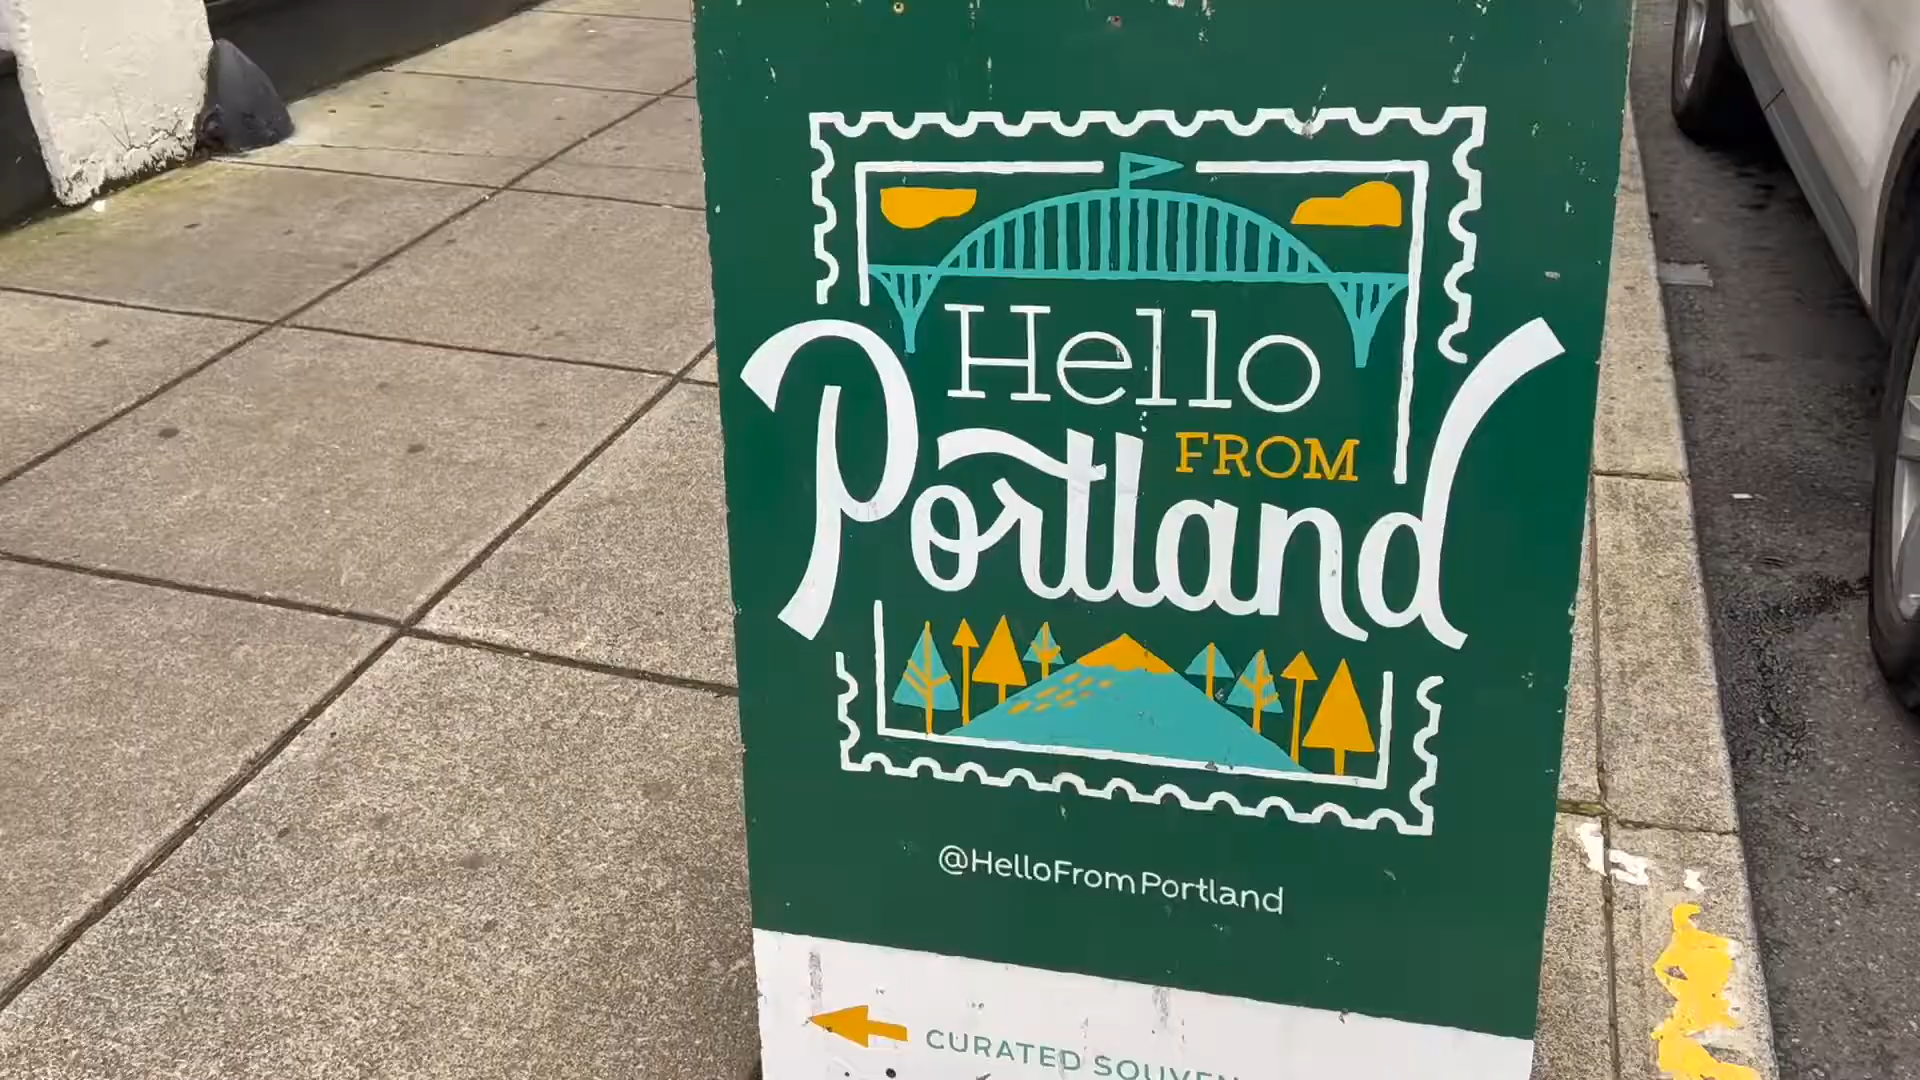 Hello
FROM
Portland
@HelloFromPortland
CURATED